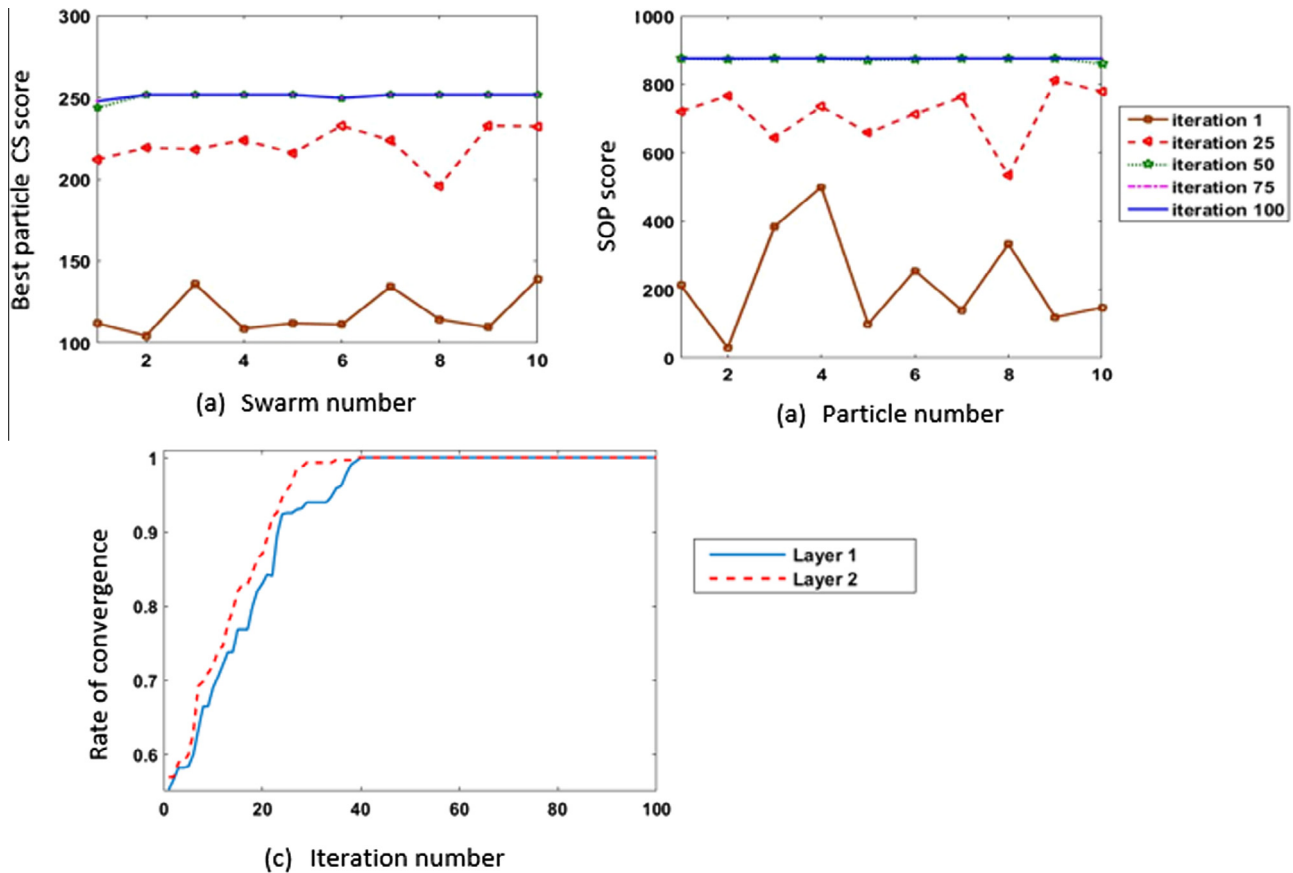 300
250
200
150
100
Best particle CS score
2
4
6
8
10
(a) Swarm number
1000
800
600
400
200
0
SOP score
2
4
6
8
10
(a) Particle number
iteration 1
iteration 25
iteration 50
iteration 75
iteration 100
1
0.9
0.8
0.7
0.6
Rate of convergence
0
20
40
60
80
100
(c) Iteration number
Layer 1
Layer 2